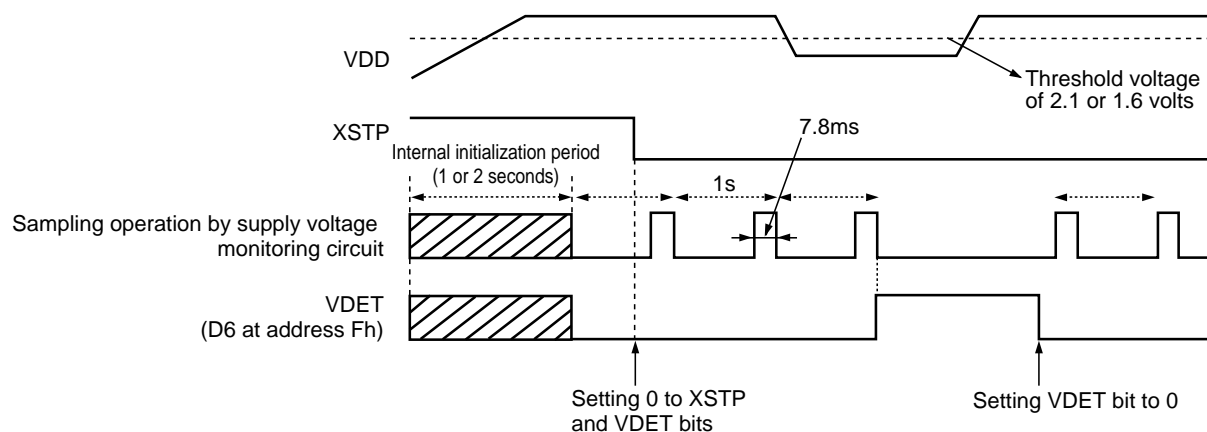 VDD
Threshold voltage
of 2.1 or 1.6 volts
XSTP
7.8ms
Internal initialization period
(1 or 2 seconds)
1s
Sampling operation by supply voltage
monitoring circuit
VDET
(D6 at address Fh)
Setting 0 to XSTP
and VDET bits
Setting VDET bit to 0